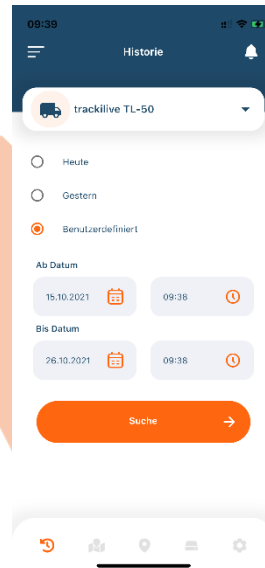 09:39
Historie
trackilive TL-50
Heute
Gestern
Benutzerdefiniert
Ab Datum
15.10.2021 09:38
Bis Datum
26.10.2021 09:38
Suche